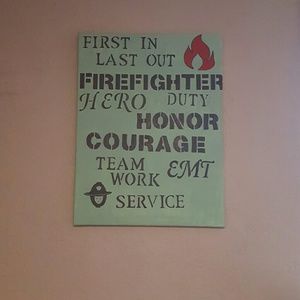 FIRST IN
LAST OUT
FIREFIGHTER
HERO DUTY
HONOR
COURAGE
TEAM EMT
WORK
SERVICE